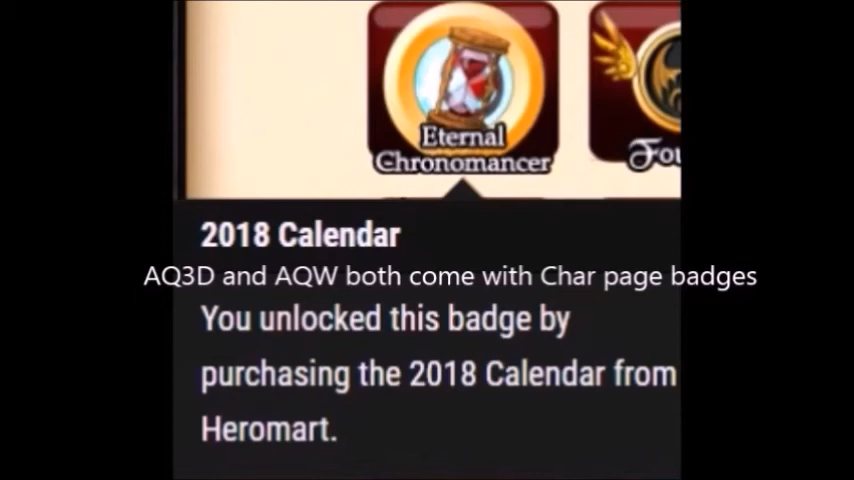 Eternal
Chronomancer
Fou
2018 Calendar
AQ3D and AQW both come with Char page badges
You unlocked this badge by
purchasing the 2018 Calendar from
Heromart.